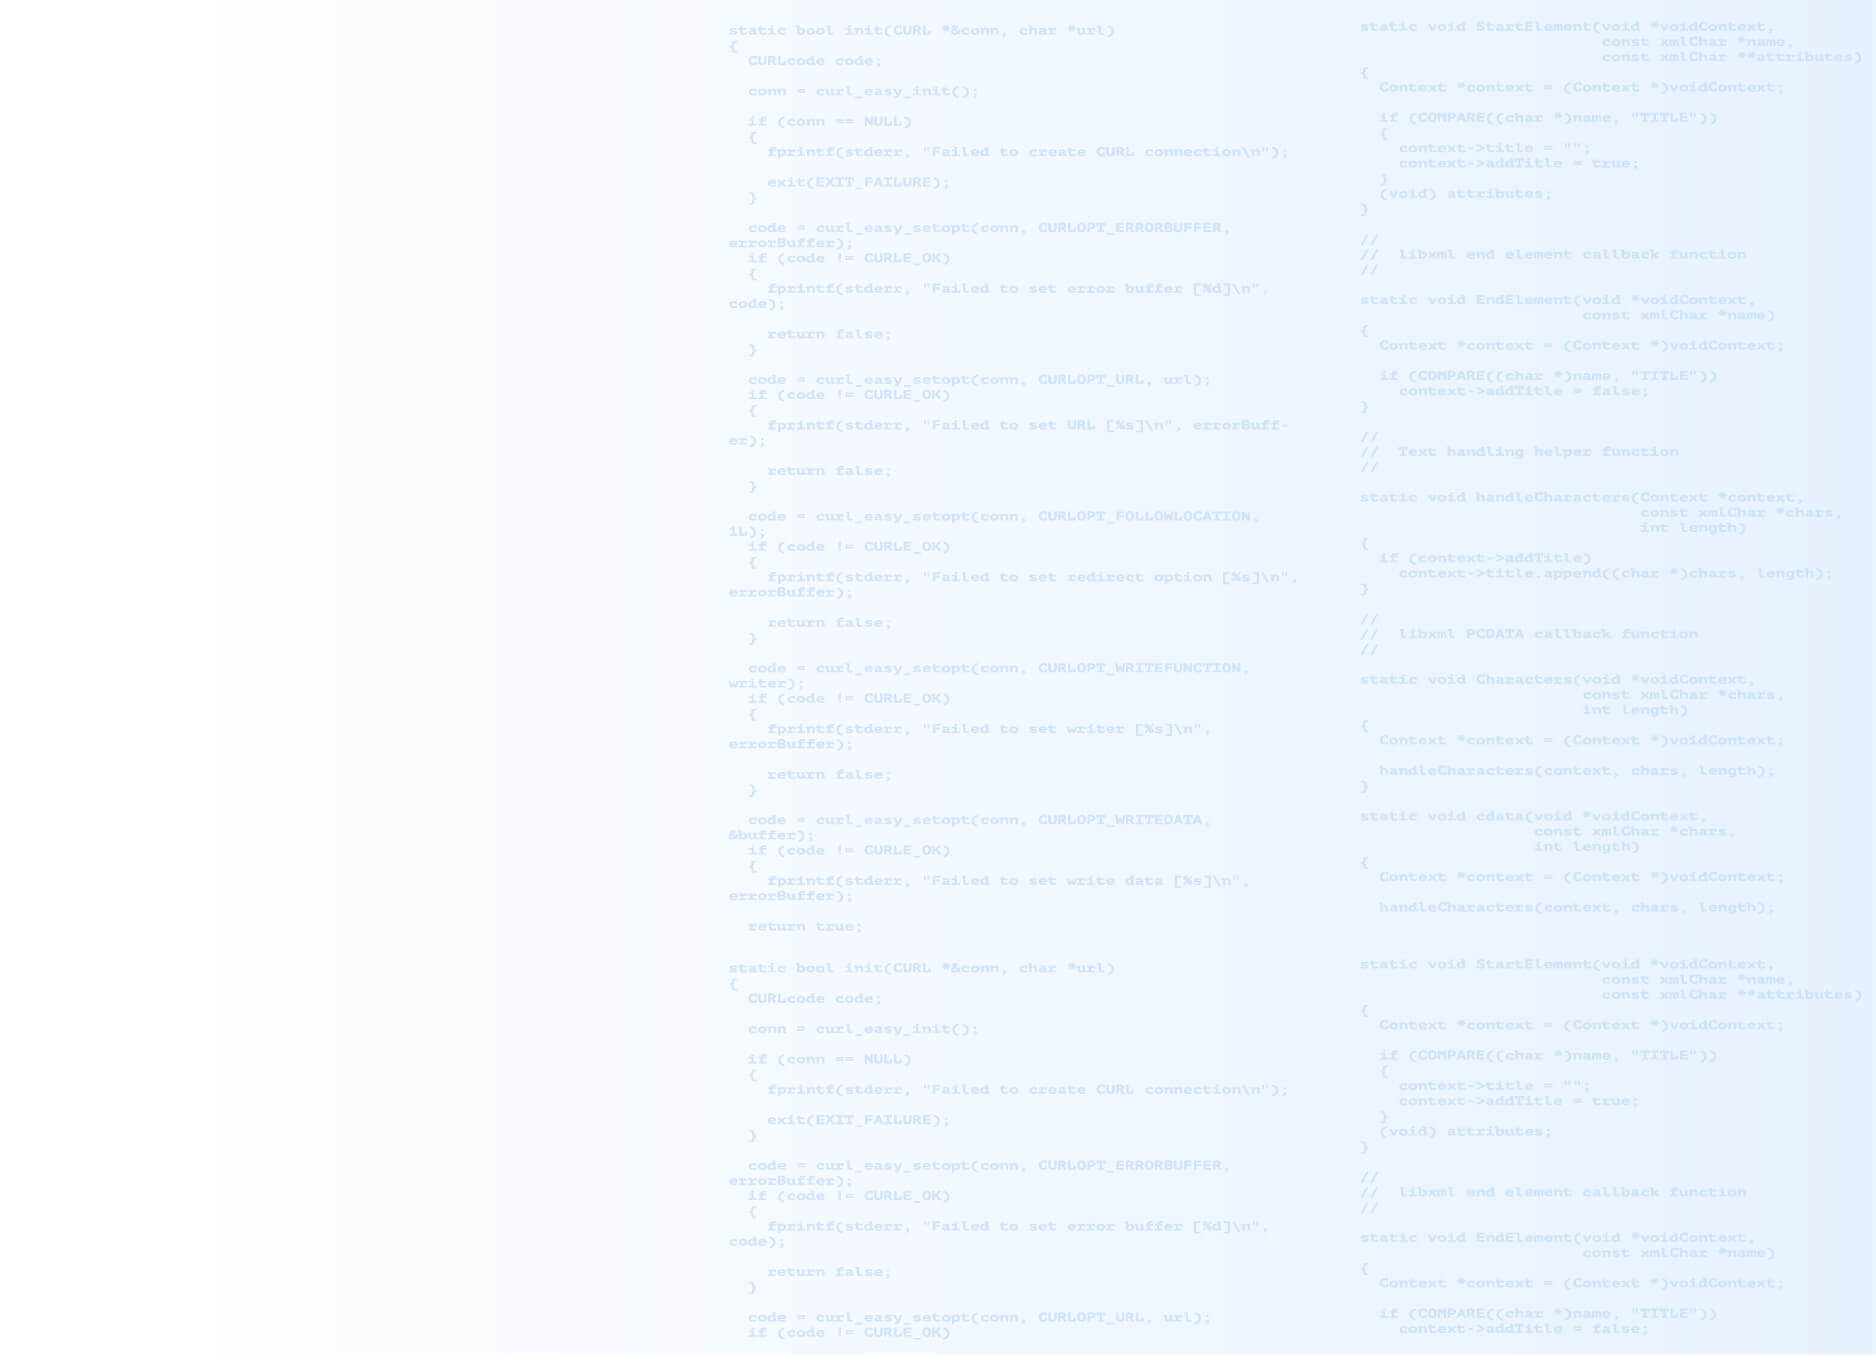 static bool init(CURL *&conn, char *url)
{
  CURLcode code;

  conn = curl_easy_init();

  if (conn == NULL)
  {
    fprintf(stderr, "Failed to create CURL connection\n");

    exit(EXIT_FAILURE);
  }

  code = curl_easy_setopt(conn, CURLOPT_ERRORBUFFER,
errorBuffer);
  if (code != CURLE_OK)
  {
    fprintf(stderr, "Failed to set error buffer [%d]\n",
code);

    return false;
  }

  code = curl_easy_setopt(conn, CURLOPT_URL, url);
  if (code != CURLE_OK)
  {
    fprintf(stderr, "Failed to set URL [%s]\n", errorBuff-
er);

    return false;
  }

  code = curl_easy_setopt(conn, CURLOPT_FOLLOWLOCATION,
1L);
  if (code != CURLE_OK)
  {
    fprintf(stderr, "Failed to set redirect option [%s]\n",
errorBuffer);

    return false;
  }

  code = curl_easy_setopt(conn, CURLOPT_WRITEFUNCTION,
writer);
  if (code != CURLE_OK)
  {
    fprintf(stderr, "Failed to set writer [%s]\n",
errorBuffer);

    return false;
  }

  code = curl_easy_setopt(conn, CURLOPT_WRITEDATA,
&buffer);
  if (code != CURLE_OK)
  {
    fprintf(stderr, "Failed to set write data [%s]\n",
errorBuffer);

  return true;

static bool init(CURL *&conn, char *url)
{
  CURLcode code;

  conn = curl_easy_init();

  if (conn == NULL)
  {
    fprintf(stderr, "Failed to create CURL connection\n");

    exit(EXIT_FAILURE);
  }

  code = curl_easy_setopt(conn, CURLOPT_ERRORBUFFER,
errorBuffer);
  if (code != CURLE_OK)
  {
    fprintf(stderr, "Failed to set error buffer [%d]\n",
code);

    return false;
  }

  code = curl_easy_setopt(conn, CURLOPT_URL, url);
  if (code != CURLE_OK)

static void StartElement(void *voidContext,
                         const xmlChar *name,
                         const xmlChar **attributes)
{
  Context *context = (Context *)voidContext;

  if (COMPARE((char *)name, "TITLE"))
  {
    context->title = "";
    context->addTitle = true;
  }
  (void) attributes;
}

//
//  libxml end element callback function
//

static void EndElement(void *voidContext,
                       const xmlChar *name)
{
  Context *context = (Context *)voidContext;

  if (COMPARE((char *)name, "TITLE"))
    context->addTitle = false;
}

//
//  Text handling helper function
//

static void handleCharacters(Context *context,
                             const xmlChar *chars,
                             int length)
{
  if (context->addTitle)
    context->title.append((char *)chars, length);
}

//
//  libxml PCDATA callback function
//

static void Characters(void *voidContext,
                       const xmlChar *chars,
                       int length)
{
  Context *context = (Context *)voidContext;

  handleCharacters(context, chars, length);
}

static void cdata(void *voidContext,
                  const xmlChar *chars,
                  int length)
{
  Context *context = (Context *)voidContext;

  handleCharacters(context, chars, length);

static void StartElement(void *voidContext,
                         const xmlChar *name,
                         const xmlChar **attributes)
{
  Context *context = (Context *)voidContext;

  if (COMPARE((char *)name, "TITLE"))
  {
    context->title = "";
    context->addTitle = true;
  }
  (void) attributes;
}

//
//  libxml end element callback function
//

static void EndElement(void *voidContext,
                       const xmlChar *name)
{
  Context *context = (Context *)voidContext;

  if (COMPARE((char *)name, "TITLE"))
    context->addTitle = false;